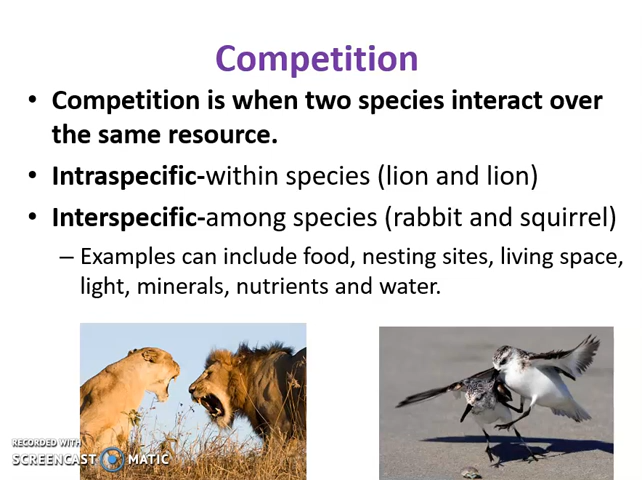 Competition
• Competition is when two species interact over
the same resource.
• Intraspecific-within species (lion and lion)
• Interspecific-among species (rabbit and squirrel)
– Examples can include food, nesting sites, living space,
light, minerals, nutrients and water.
RECORDED WITH
SCREENCAST MATIC